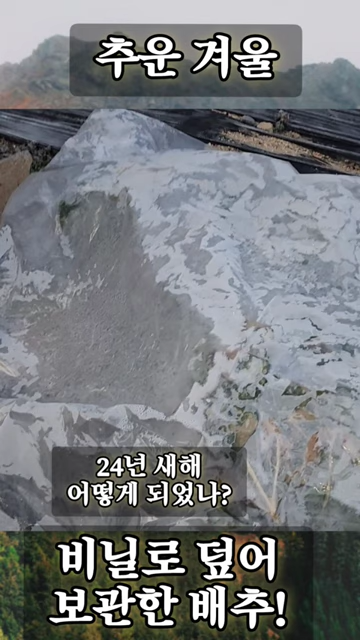 추운 겨울
24년 새해
어떻게 되었나?
비닐로 덮어
보관한 배추!